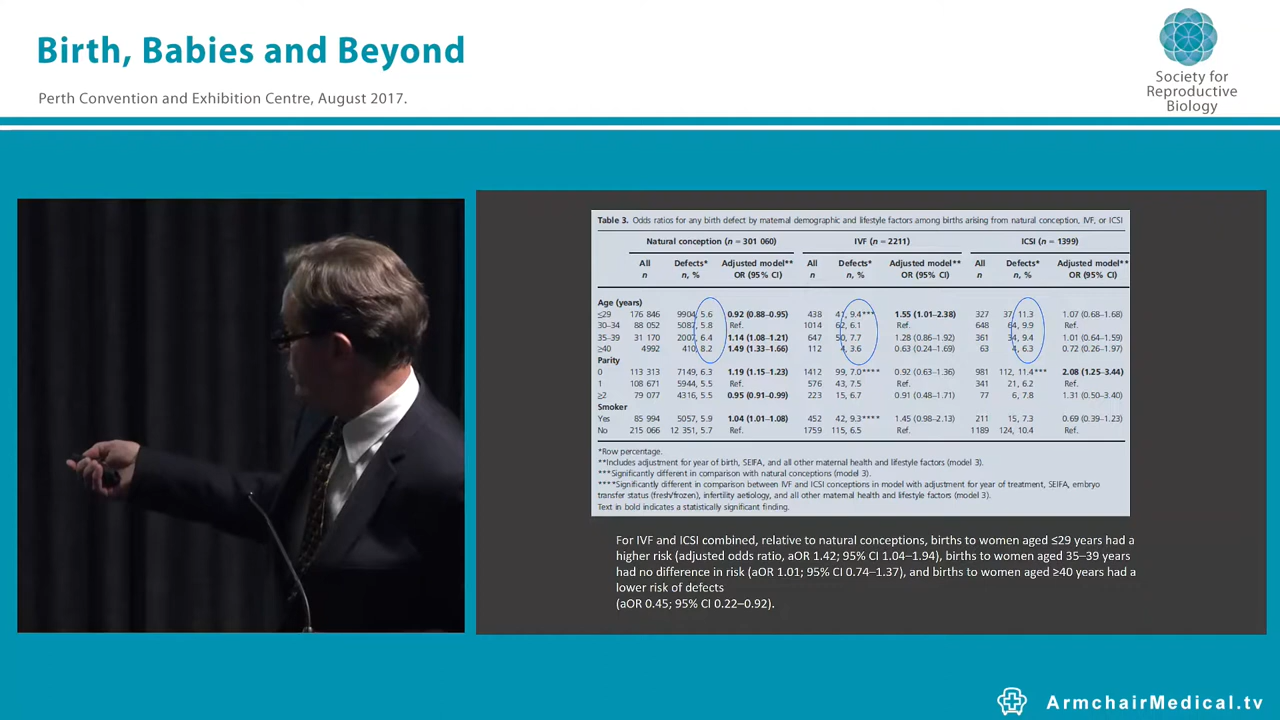 Birth, Babies and Beyond
Perth Convention and Exhibition Centre, August 2017.
Society for
Reproductive
Biology
Table 3. Odds ratios for any birth defect by maternal demographic and lifestyle factors among births arising from natural conception, IVF, or ICSI
Natural conception (n = 301 060) IVF (n = 2211) ICSI (n = 1399)
All Defects* Adjusted model** All Defects* Adjusted model** All Defects* Adjusted model**
n n, % OR (95% CI) n n, % OR (95% CI) n n, % OR (95% CI)
Age (years)
≤29 176 846 9904, 5.6 0.92 (0.88–0.95) 438 41, 9.4*** 1.55 (1.01–2.38) 327 37, 11.3 1.07 (0.68–1.68)
30–34 88 052 5087, 5.8 Ref. 1014 62, 6.1 Ref. 648 64, 9.9 Ref.
35–39 31 170 2007, 6.4 1.14 (1.08–1.21) 647 50, 7.7 1.28 (0.86–1.92) 361 34, 9.4 1.01 (0.64–1.59)
≥40 4992 410, 8.2 1.49 (1.33–1.66) 112 4, 3.6 0.63 (0.24–1.69) 63 4, 6.3 0.72 (0.26–1.97)
Parity
0 113 313 7149, 6.3 1.19 (1.15–1.23) 1412 99, 7.0**** 0.92 (0.63–1.36) 981 112, 11.4*** 2.08 (1.25–3.44)
1 108 671 5944, 5.5 Ref. 576 43, 7.5 Ref. 341 21, 6.2 Ref.
≥2 79 077 4316, 5.5 0.95 (0.91–0.99) 223 15, 6.7 0.91 (0.48–1.71) 77 6, 7.8 1.31 (0.50–3.40)
Smoker
Yes 85 994 5057, 5.9 1.04 (1.01–1.08) 452 42, 9.3**** 1.45 (0.98–2.13) 211 15, 7.3 0.69 (0.39–1.23)
No 215 066 12 351, 5.7 Ref. 1759 115, 6.5 Ref. 1189 124, 10.4 Ref.
*Row percentage.
**Includes adjustment for year of birth, SEIFA, and all other maternal health and lifestyle factors (model 3).
***Significantly different in comparison with natural conceptions (model 3).
****Significantly different in comparison between IVF and ICSI conceptions in model with adjustment for year of treatment, SEIFA, embryo
transfer status (fresh/frozen), infertility aetiology, and all other maternal health and lifestyle factors (model 3).
Text in bold indicates a statistically significant finding.
For IVF and ICSI combined, relative to natural conceptions, births to women aged ≤29 years had a
higher risk (adjusted odds ratio, aOR 1.42; 95% CI 1.04–1.94), births to women aged 35–39 years
had no difference in risk (aOR 1.01; 95% CI 0.74–1.37), and births to women aged ≥40 years had a
lower risk of defects
(aOR 0.45; 95% CI 0.22–0.92).
ArmchairMedical.tv